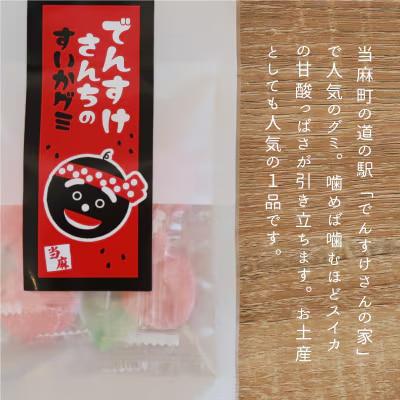 でんすけ
さんちの
すいかグミ
当麻
当麻町の道の駅「でんすけさんの家」
で人気のグミ。噛めば噛むほどスイカ
の甘酸っぱさが引き立ちます。お土産
としても人気の1品です。